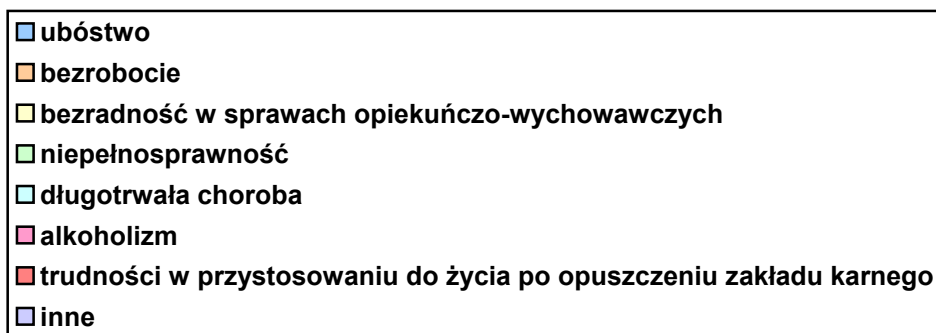 ubóstwo
bezrobocie
bezradność w sprawach opiekuńczo-wychowawczych
niepełnosprawność
długotrwała choroba
alkoholizm
trudności w przystosowaniu do życia po opuszczeniu zakładu karnego
inne